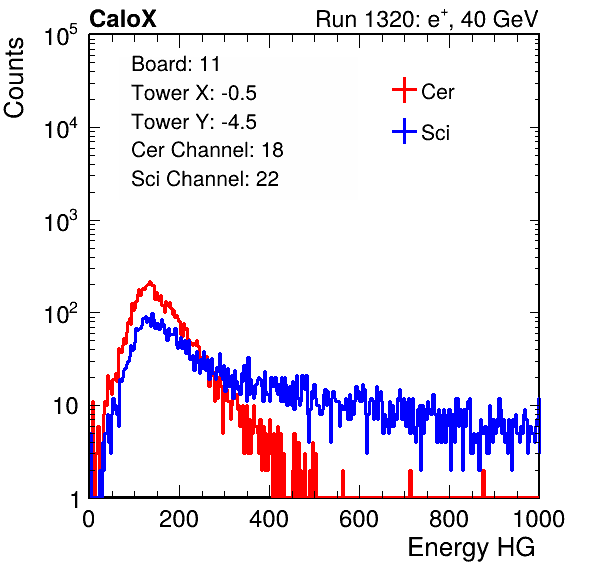 CaloX Run 1320: e⁺, 40 GeV
Counts
10⁵
10⁴
10³
10²
10
1
Board: 11
Tower X: -0.5
Tower Y: -4.5
Cer Channel: 18
Sci Channel: 22
Cer
Sci
0 200 400 600 800 1000
Energy HG